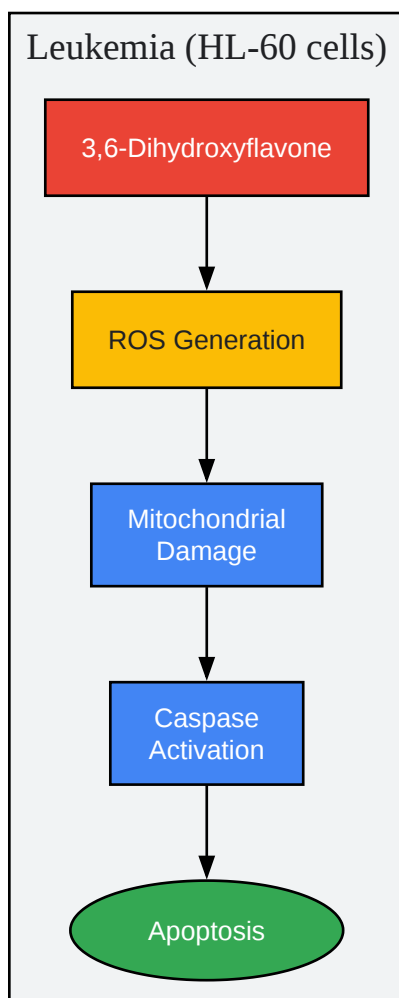 Leukemia (HL-60 cells)
3,6-Dihydroxyflavone
ROS Generation
Mitochondrial
Damage
Caspase
Activation
Apoptosis